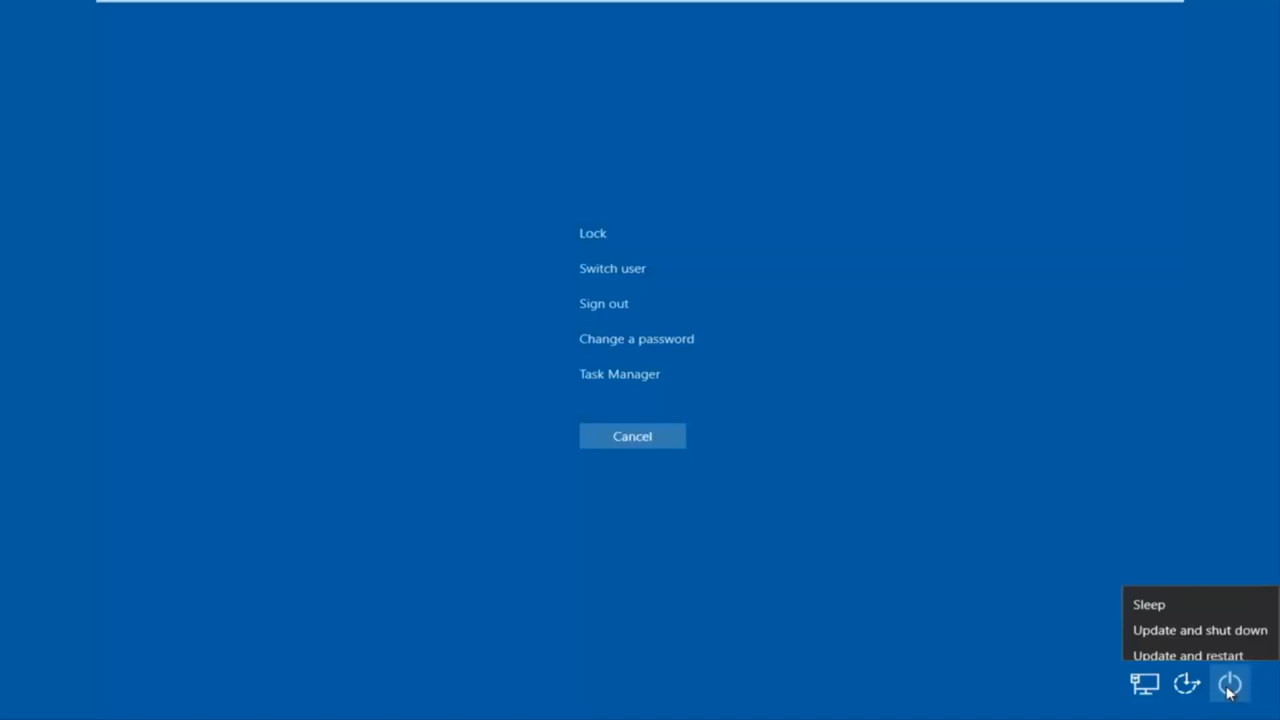 Lock
Switch user
Sign out
Change a password
Task Manager
Cancel
Sleep
Update and shut down
Update and restart